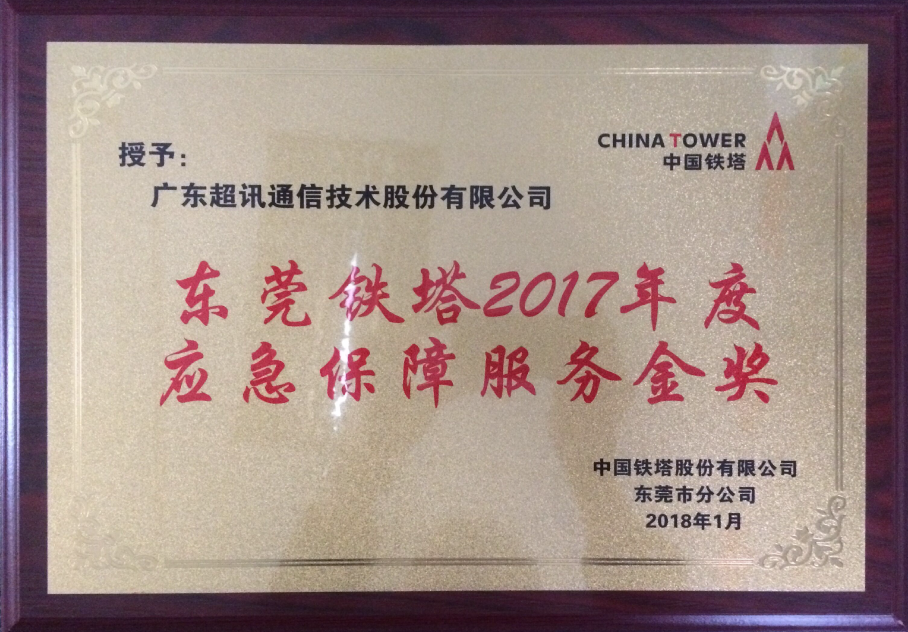 授予:
广东超讯通信技术股份有限公司
CHINA TOWER
中国铁塔
东莞铁塔2017年度
应急保障服务金奖
中国铁塔股份有限公司
东莞市分公司
2018年1月